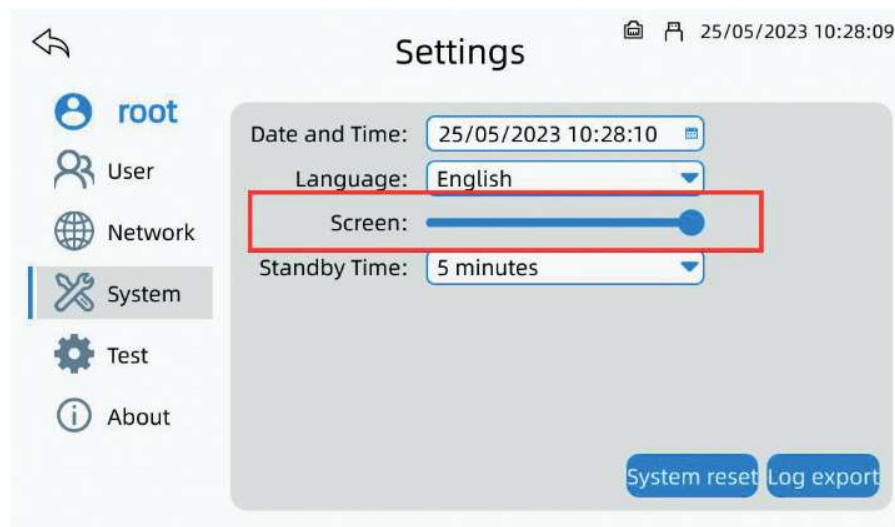 Settings
25/05/2023 10:28:09
root
User
Network
System
Test
About
Date and Time: 25/05/2023 10:28:10
Language: English
Screen:
Standby Time: 5 minutes
System reset Log export